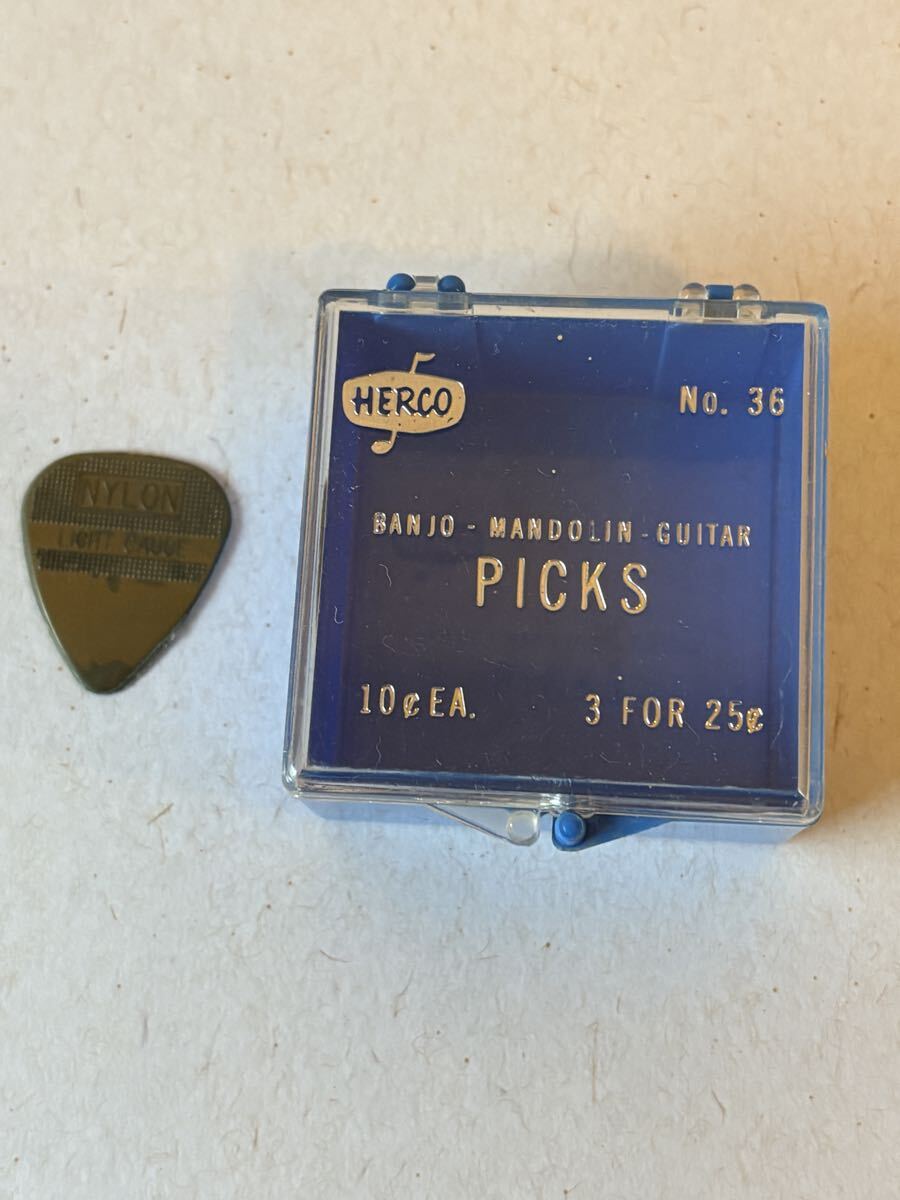 NYLON
LIGHT GAUGE
HERCO
No. 36
BANJO - MANDOLIN - GUITAR
PICKS
10¢ EA.
3 FOR 25¢